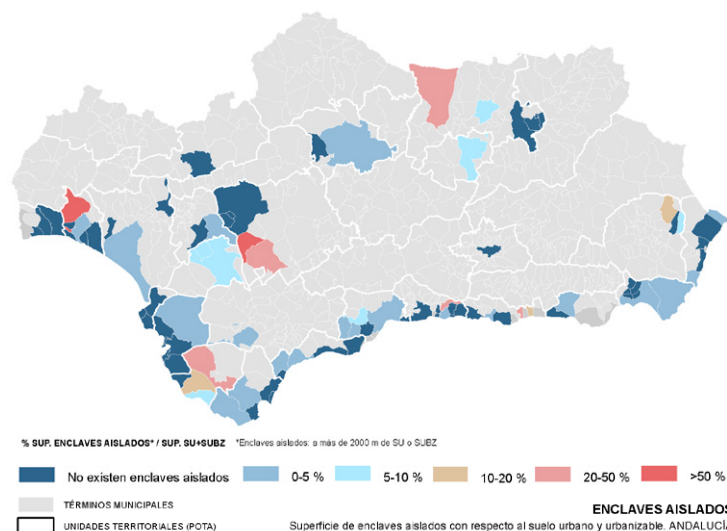 % SUP. ENCLAVES AISLADOS* / SUP. SU+SUBZ *Enclaves aislados: a más de 2000 m de SU o SUBZ
No existen enclaves aislados 0-5 % 5-10 % 10-20 % 20-50 % >50 %
TÉRMINOS MUNICIPALES
ENCLAVES AISLADOS
UNIDADES TERRITORIALES (POTA) Superficie de enclaves aislados con respecto al suelo urbano y urbanizable. ANDALUCÍA